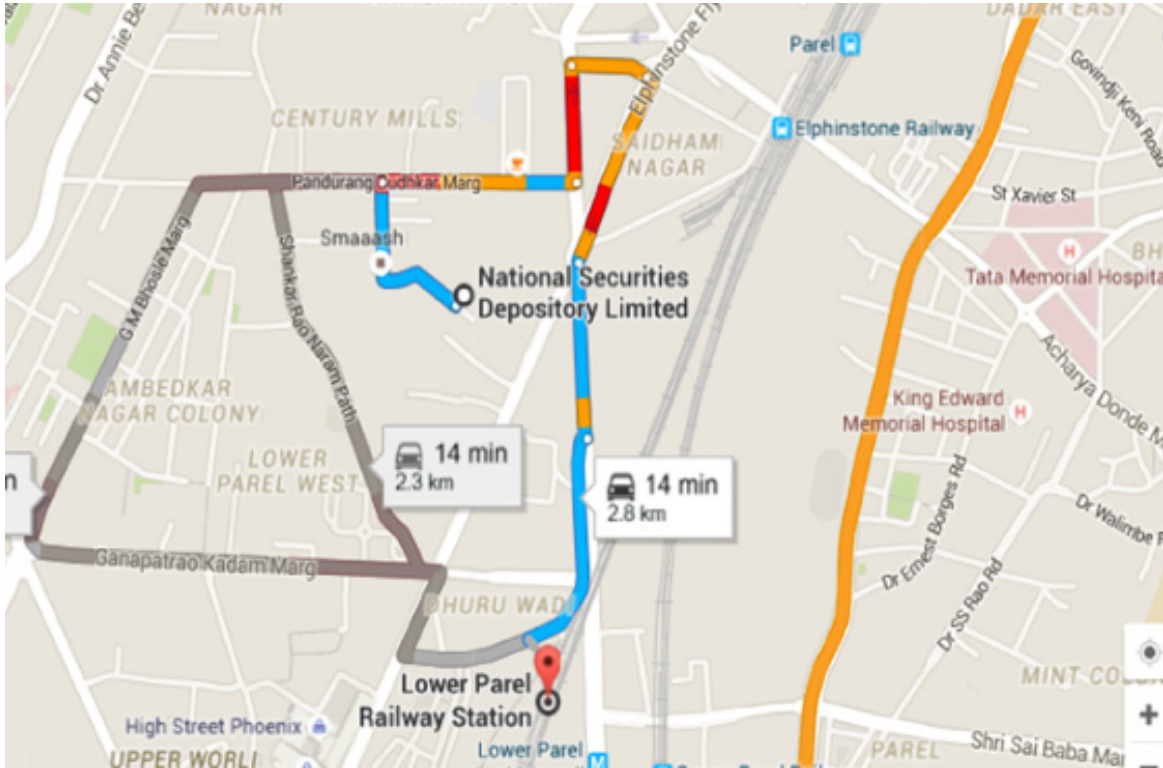 NAGAR
DADAR EAST
Parel
Dr Annie Be
Elphinstone Fly
Govindji Keni Road
CENTURY MILLS
Elphinstone Railway
SAIDHAM
NAGAR
Pandurang Budhkar Marg
St Xavier St
Smaaash
BH
Tata Memorial Hospita
National Securities
Depository Limited
G M Bhosle Marg
Shankar Rao Naram Path
Acharya Donde M
AMBEDKAR
NAGAR COLONY
King Edward
Memorial Hospital
LOWER
PAREL WEST
14 min
2.3 km
14 min
2.8 km
n
Dr Ernest Borges Rd
Dr Walimbe R
Ganapatrao Kadam Marg
Dr SS Rao Rd
DHURU WADI
Lower Parel
Railway Station
MINT COLO
High Street Phoenix
UPPER WORLI
Lower Parel
PAREL
Shri Sai Baba Mar